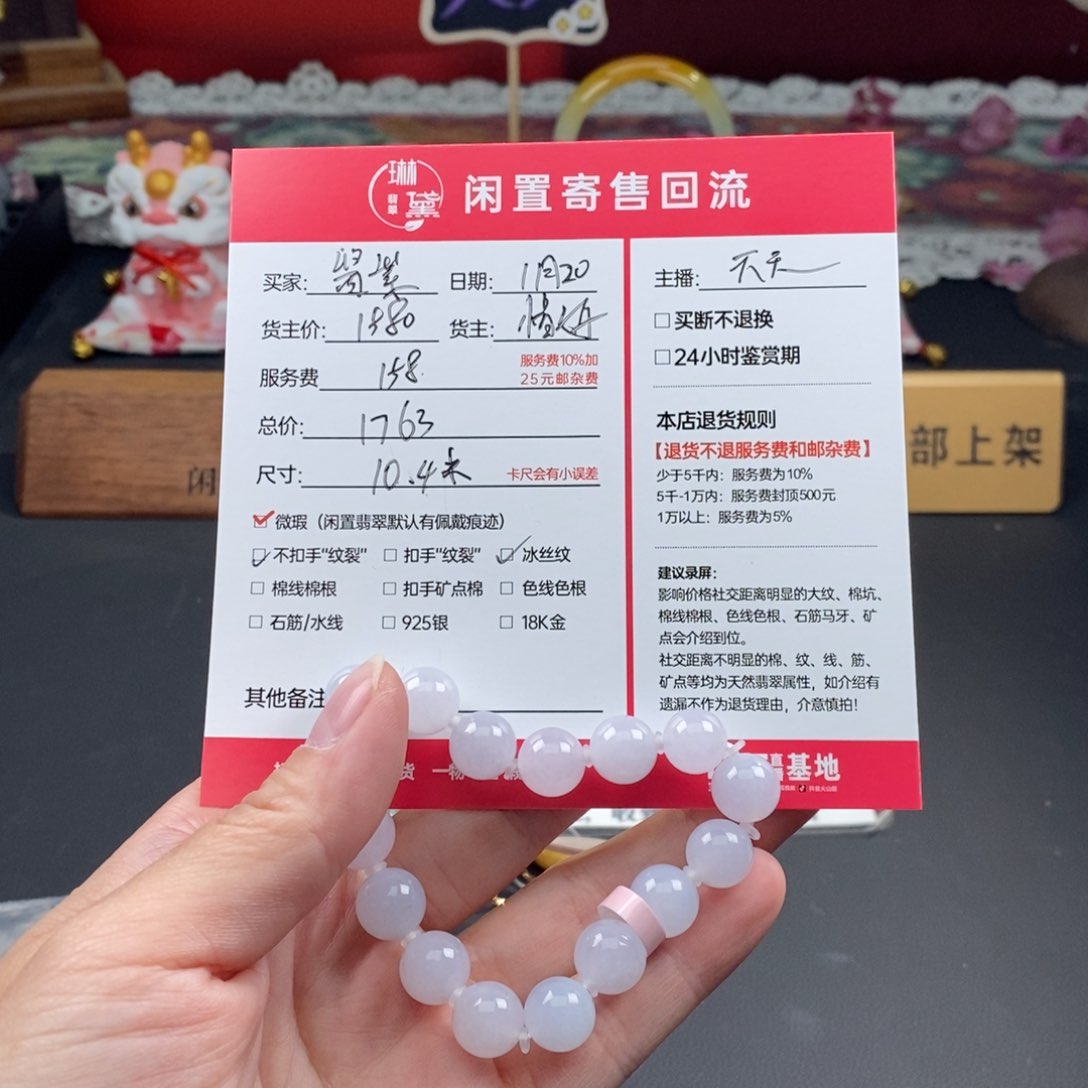 琳
翡翠
黛
闲置寄售回流
买家:
日期: 1月20
货主价: 1580
货主:
服务费 158
服务费10%加
25元邮杂费
总价: 1763
尺寸: 10.4米
卡尺会有小误差
微瑕（闲置翡翠默认有佩戴痕迹）
不扣手“纹裂” 扣手“纹裂” 冰丝纹
棉线棉根 扣手矿点棉 色线色根
石筋/水线 925银 18K金
其他备注
主播: 天天
买断不退换
24小时鉴赏期
本店退货规则
【退货不退服务费和邮杂费】
少于5千内：服务费为10%
5千-1万内：服务费封顶500元
1万以上：服务费为5%
建议录屏：
影响价格社交距离明显的大纹、棉坑、
棉线棉根、色线色根、石筋马牙、矿
点会介绍到位。
社交距离不明显的棉、纹、线、筋、
矿点等均为天然翡翠属性，如介绍有
遗漏不作为退货理由，介意慎拍！
货 一物
基地
闲
部上架